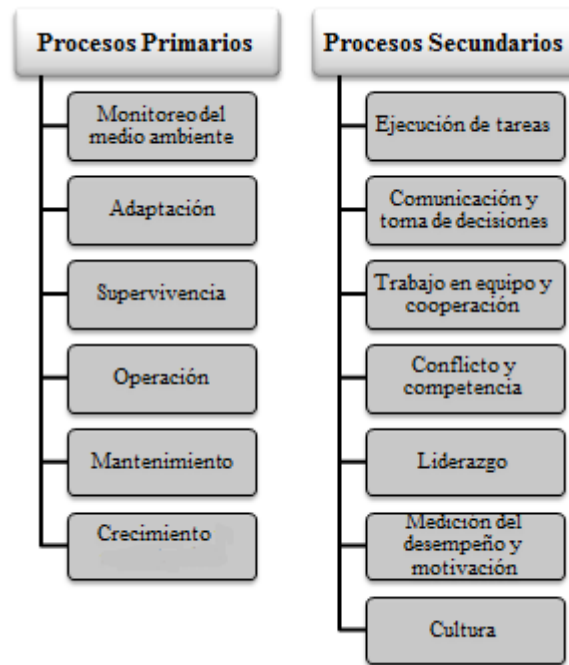 Procesos Primarios
Monitoreo del
medio ambiente
Adaptación
Supervivencia
Operación
Mantenimiento
Crecimiento
Procesos Secundarios
Ejecución de tareas
Comunicación y
toma de decisiones
Trabajo en equipo y
cooperación
Conflicto y
competencia
Liderazgo
Medición del
desempeño y
motivación
Cultura